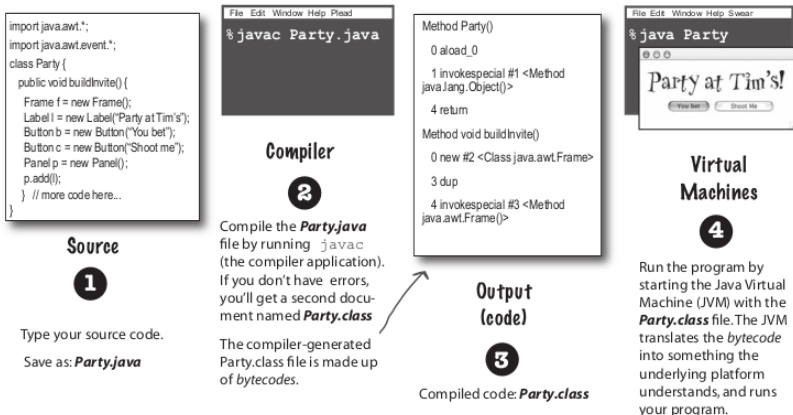 import java.awt.*;
import java.awt.event.*;
class Party {
public void buildInvite() {
Frame f = new Frame();
Label l = new Label("Party at Tim's");
Button b = new Button("You bet");
Button c = new Button("Shoot me");
Panel p = new Panel();
p.add(l);
} // more code here...
}
Source
1
Type your source code.
Save as: Party.java
File Edit Window Help Plead
%javac Party.java
Compiler
2
Compile the Party.java
file by running javac
(the compiler application).
If you don't have errors,
you'll get a second docu-
ment named Party.class
The compiler-generated
Party.class file is made up
of bytecodes.
Method Party()
0 aload_0
1 invokespecial #1 <Method
java.lang.Object()>
4 return
Method void buildInvite()
0 new #2 <Class java.awt.Frame>
3 dup
4 invokespecial #3 <Method
java.awt.Frame()>
Output
(code)
3
Compiled code: Party.class
File Edit Window Help Swear
%java Party
Party at Tim's!
You bet
Shoot Me
Virtual
Machines
4
Run the program by
starting the Java Virtual
Machine (JVM) with the
Party.class file. The JVM
translates the bytecode
into something the
underlying platform
understands, and runs
your program.